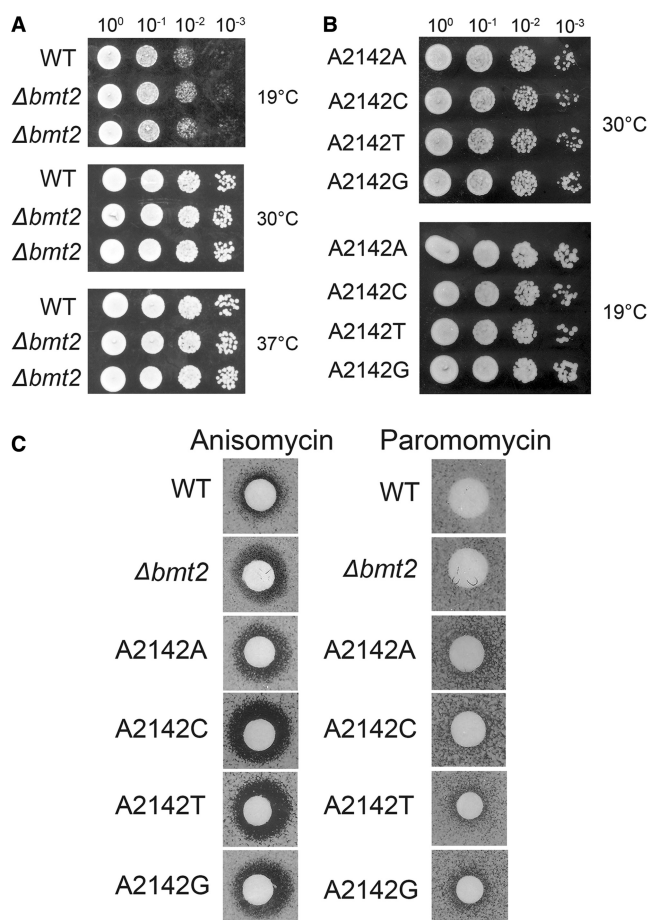 A
10⁰ 10⁻¹ 10⁻² 10⁻³
WT
Δbmt2
Δbmt2
19°C
WT
Δbmt2
Δbmt2
30°C
WT
Δbmt2
Δbmt2
37°C
B
10⁰ 10⁻¹ 10⁻² 10⁻³
A2142A
A2142C
A2142T
A2142G
30°C
A2142A
A2142C
A2142T
A2142G
19°C
C
Anisomycin Paromomycin
WT WT
Δbmt2 Δbmt2
A2142A A2142A
A2142C A2142C
A2142T A2142T
A2142G A2142G